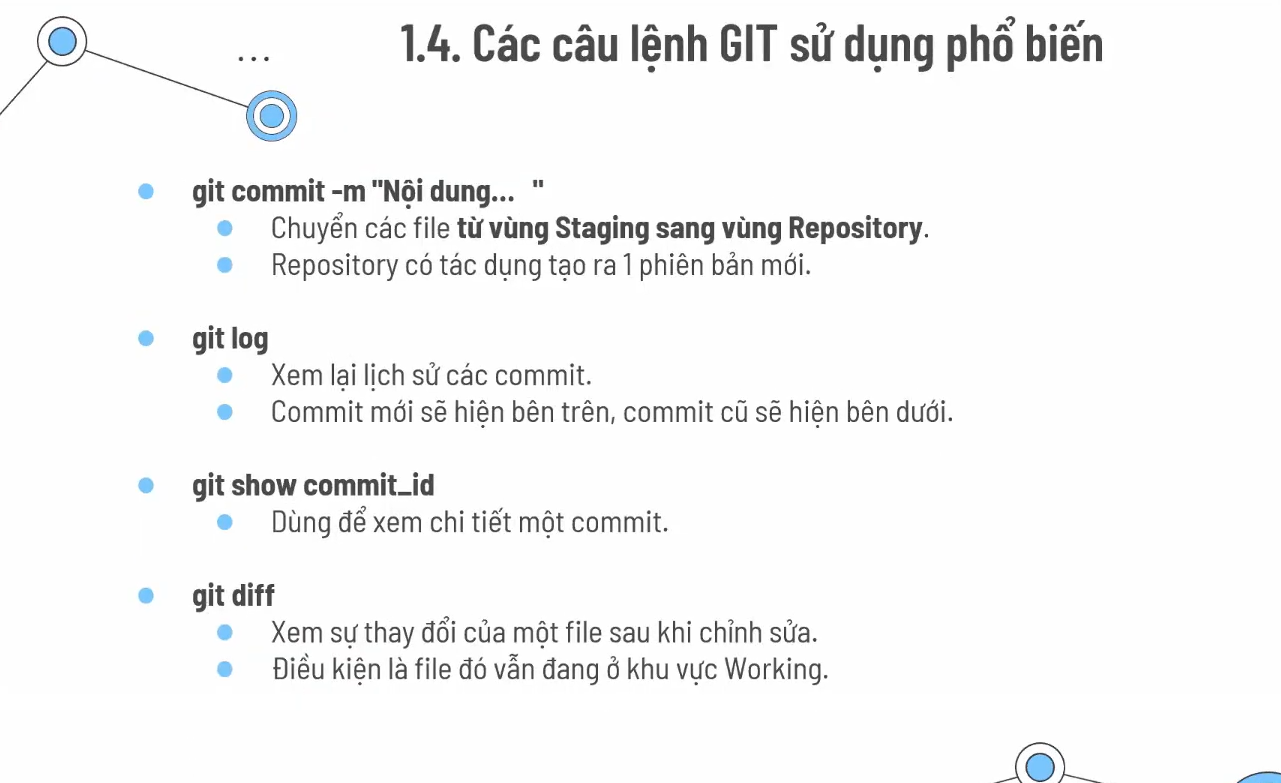 ...
1.4. Các câu lệnh GIT sử dụng phổ biến
git commit -m "Nội dung... "
Chuyển các file từ vùng Staging sang vùng Repository.
Repository có tác dụng tạo ra 1 phiên bản mới.
git log
Xem lại lịch sử các commit.
Commit mới sẽ hiện bên trên, commit cũ sẽ hiện bên dưới.
git show commit_id
Dùng để xem chi tiết một commit.
git diff
Xem sự thay đổi của một file sau khi chỉnh sửa.
Điều kiện là file đó vẫn đang ở khu vực Working.